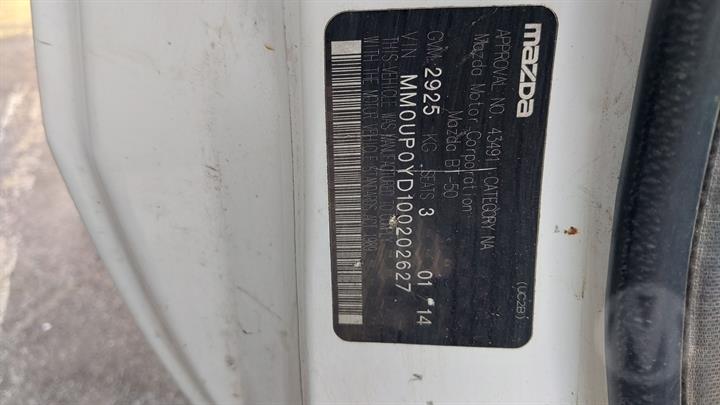 mazda
APPROVAL NO. 43491 CATEGORY NA
Mazda Motor Corporation
Mazda BT-50 (UC2B)
GVM 2925 KG SEATS 3 01/'14
VIN MM0UP0YD100202627
THIS VEHICLE WAS MANUFACTURED TO COMPLY
WITH THE MOTOR VEHICLE STANDARDS ACT 1989